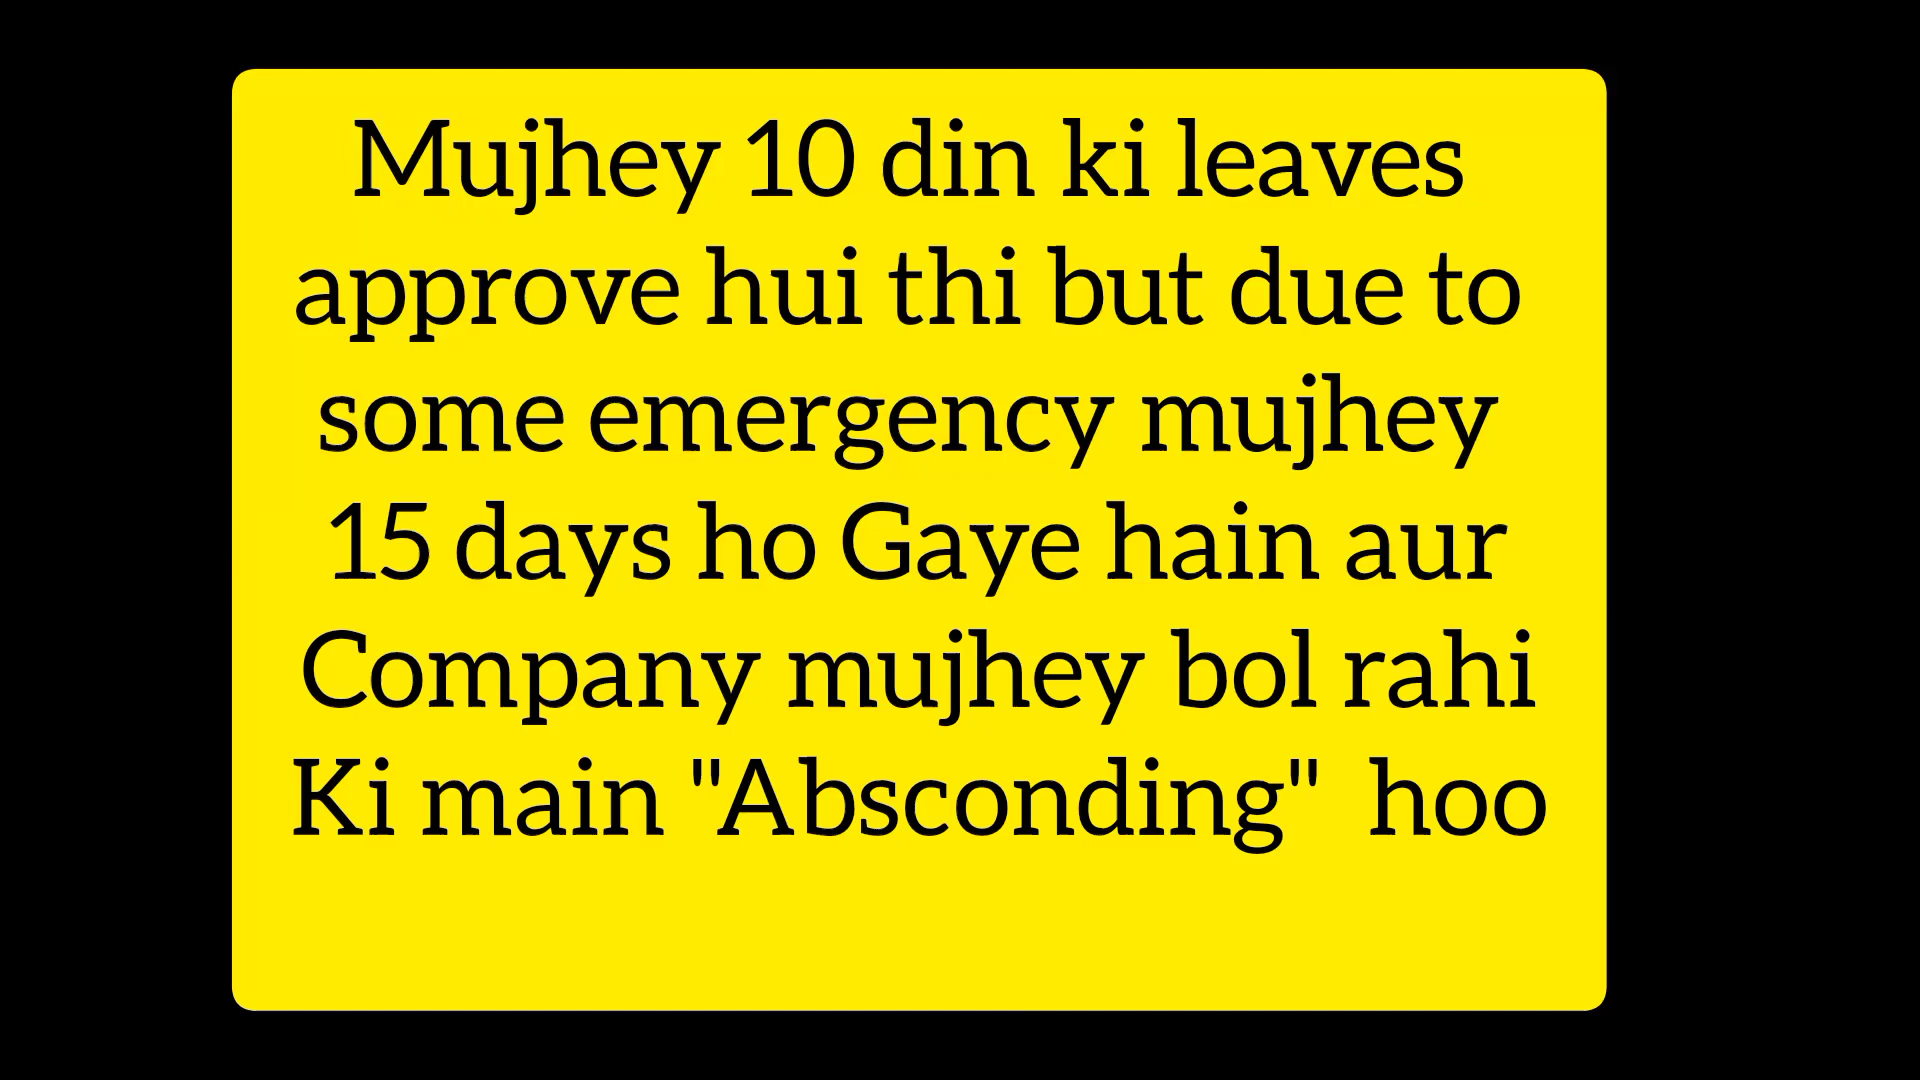 Mujhey 10 din ki leaves
approve hui thi but due to
some emergency mujhey
15 days ho Gaye hain aur
Company mujhey bol rahi
Ki main "Absconding"  hoo